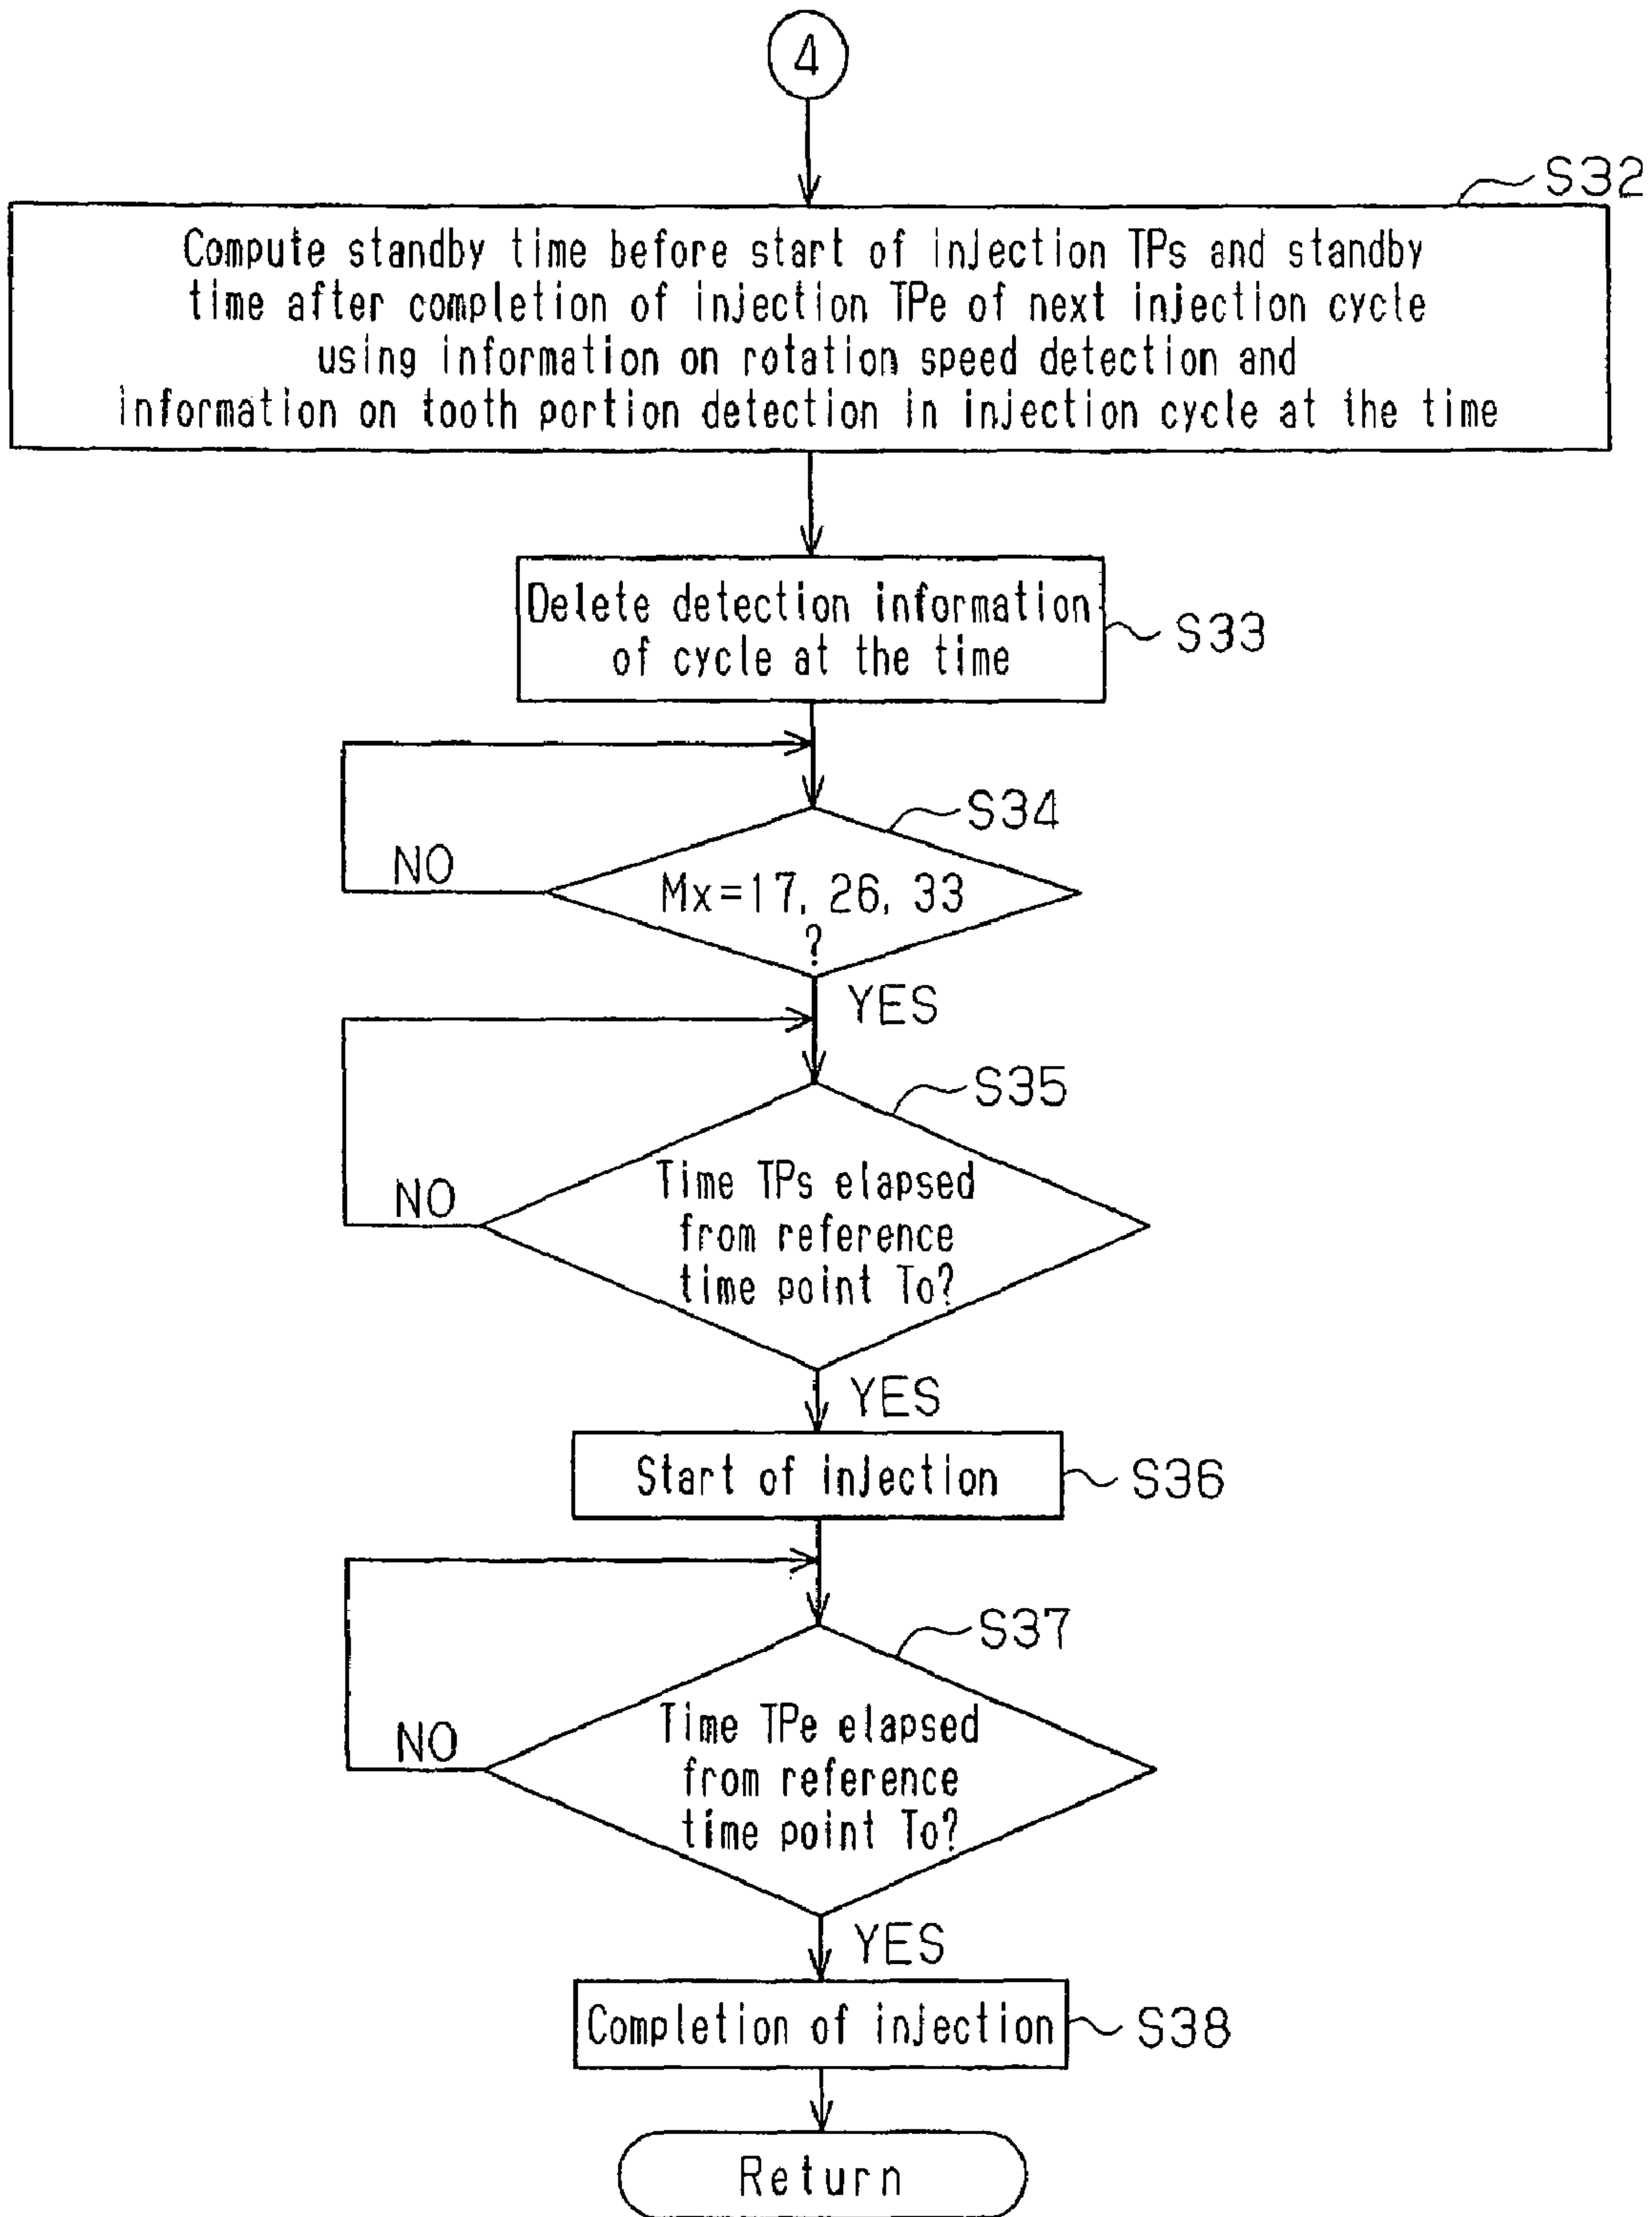 4
S32
Compute standby time before start of injection TPs and standby
time after completion of injection TPe of next injection cycle
using information on rotation speed detection and
information on tooth portion detection in injection cycle at the time
Delete detection information
of cycle at the time
S33
S34
NO
Mx=17, 26, 33
?
YES
S35
Time TPs elapsed
NO
from reference
time point To?
YES
Start of injection
S36
S37
Time TPe elapsed
NO
from reference
time point To?
YES
Completion of injection
S38
Return